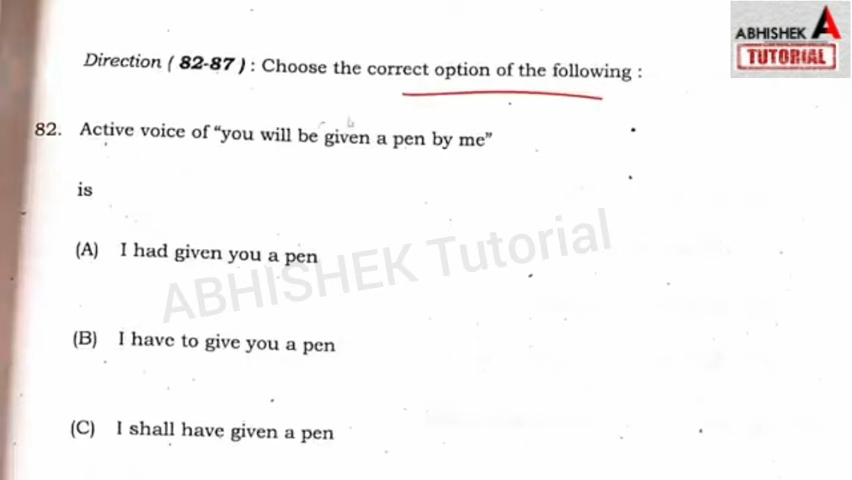 ABHISHEK A
TUTORIAL
Direction ( 82-87 ) : Choose the correct option of the following :
82. Active voice of “you will be given a pen by me”
is
(A) I had given you a pen
ABHISHEK Tutorial
(B) I have to give you a pen
(C) I shall have given a pen